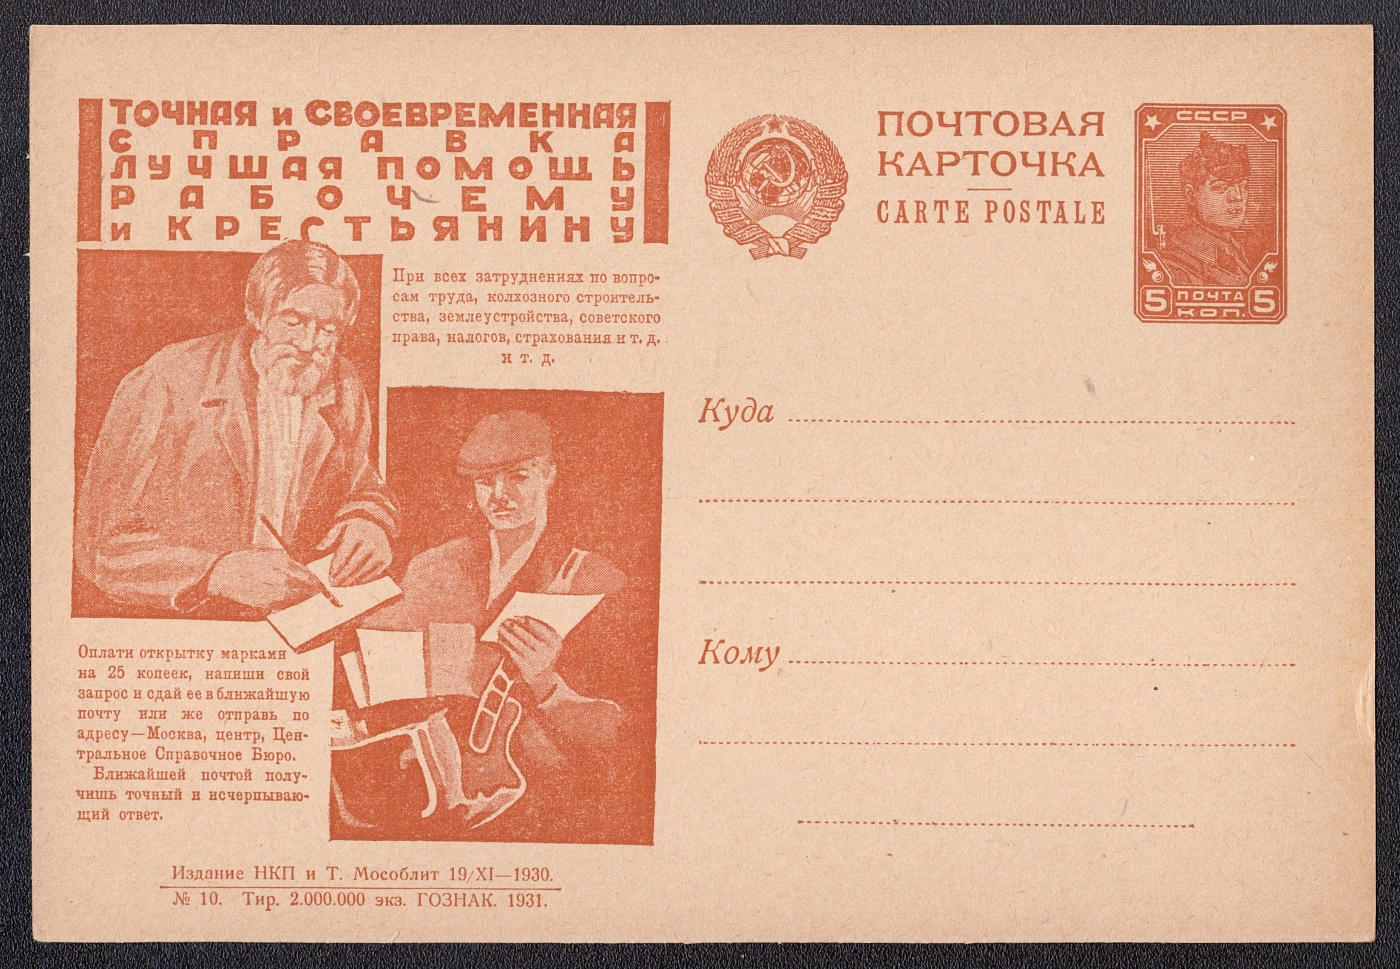 ТОЧНАЯ и СВОЕВРЕМЕННАЯ
СПРАВКА
ЛУЧШАЯ ПОМОЩЬ
РАБОЧЕМУ
и КРЕСТЬЯНИНУ
При всех затруднениях по вопро-
сам труда, колхозного строитель-
ства, землеустройства, советского
права, налогов, страхования и т. д.
и т. д.
Оплати открытку марками
на 25 копеек, напиши свой
запрос и сдай ее в ближайшую
почту или же отправь по
адресу—Москва, центр, Цен-
тральное Справочное Бюро.
Ближайшей почтой полу-
чишь точный и исчерпываю-
щий ответ.
Издание НКП и Т. Мособлит 19/XI—1930.
№ 10. Тир. 2.000.000 экз. ГОЗНАК. 1931.
ПОЧТОВАЯ
КАРТОЧКА
CARTE POSTALE
СССР
5 ПОЧТА 5
КОП.
Куда
Кому